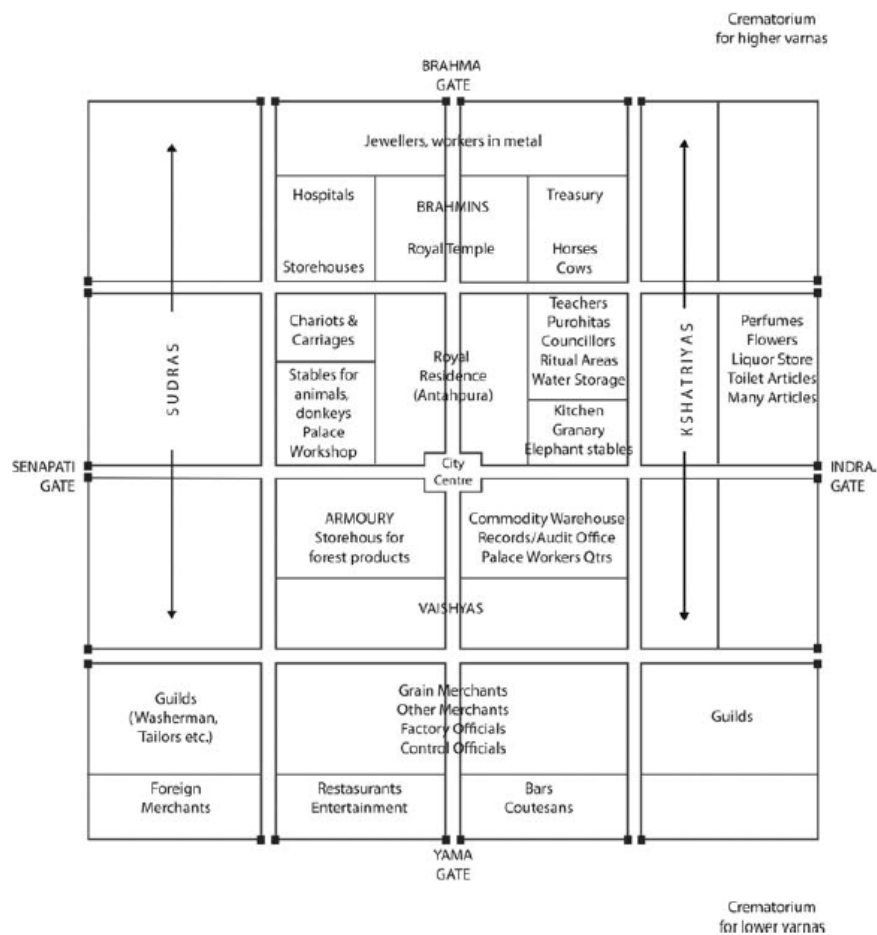 Crematorium
for higher varnas
BRAHMA
GATE
Jewellers, workers in metal
Hospitals
Storehouses
BRAHMINS
Royal Temple
Treasury
Horses
Cows
SUDRAS
Chariots &
Carriages
Stables for
animals,
donkeys
Palace
Workshop
Royal
Residence
(Antahpura)
Teachers
Purohitas
Councillors
Ritual Areas
Water Storage
Kitchen
Granary
Elephant stables
KSHATRIYAS
Perfumes
Flowers
Liquor Store
Toilet Articles
Many Articles
SENAPATI
GATE
City
Centre
INDRA.
GATE
ARMOURY
Storehous for
forest products
Commodity Warehouse
Records/Audit Office
Palace Workers Qtrs
VAISHYAS
Guilds
(Washerman,
Tailors etc.)
Grain Merchants
Other Merchants
Factory Officials
Control Officials
Guilds
Foreign
Merchants
Restasurants
Entertainment
Bars
Coutesans
YAMA
GATE
Crematorium
for lower varnas